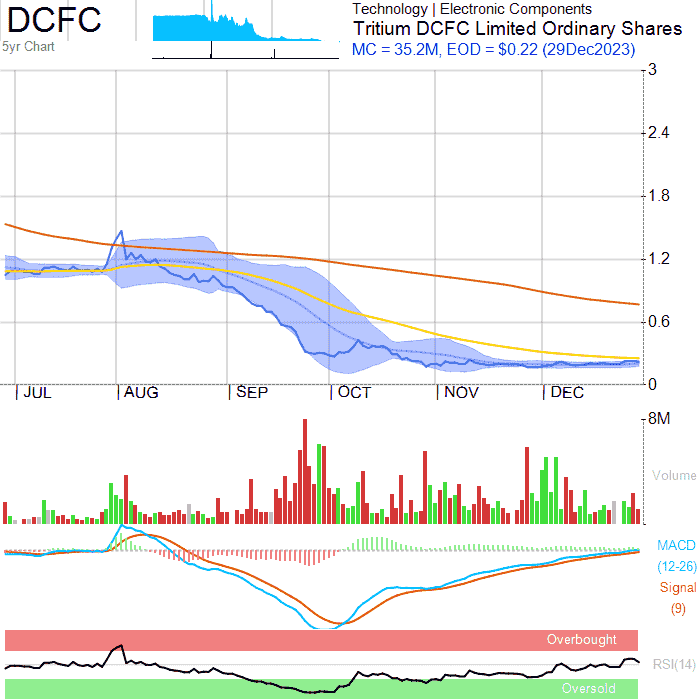 DCFC
5yr Chart
Technology | Electronic Components
Tritium DCFC Limited Ordinary Shares
MC = 35.2M, EOD = $0.22 (29Dec2023)
3
2.4
1.8
1.2
0.6
0
JUL AUG SEP OCT NOV DEC
8M
Volume
MACD
(12-26)
Signal
(9)
Overbought
RSI(14)
Oversold